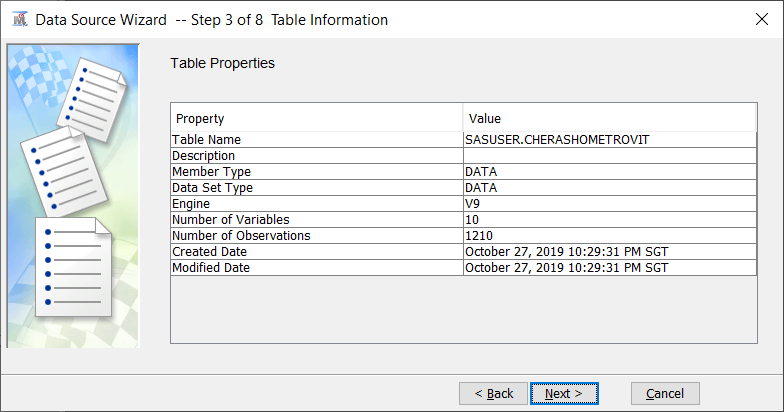 Data Source Wizard -- Step 3 of 8 Table Information
Table Properties
Property Value
Table Name SASUSER.CHERASHOMETROVIT
Description
Member Type DATA
Data Set Type DATA
Engine V9
Number of Variables 10
Number of Observations 1210
Created Date October 27, 2019 10:29:31 PM SGT
Modified Date October 27, 2019 10:29:31 PM SGT
< Back Next > Cancel